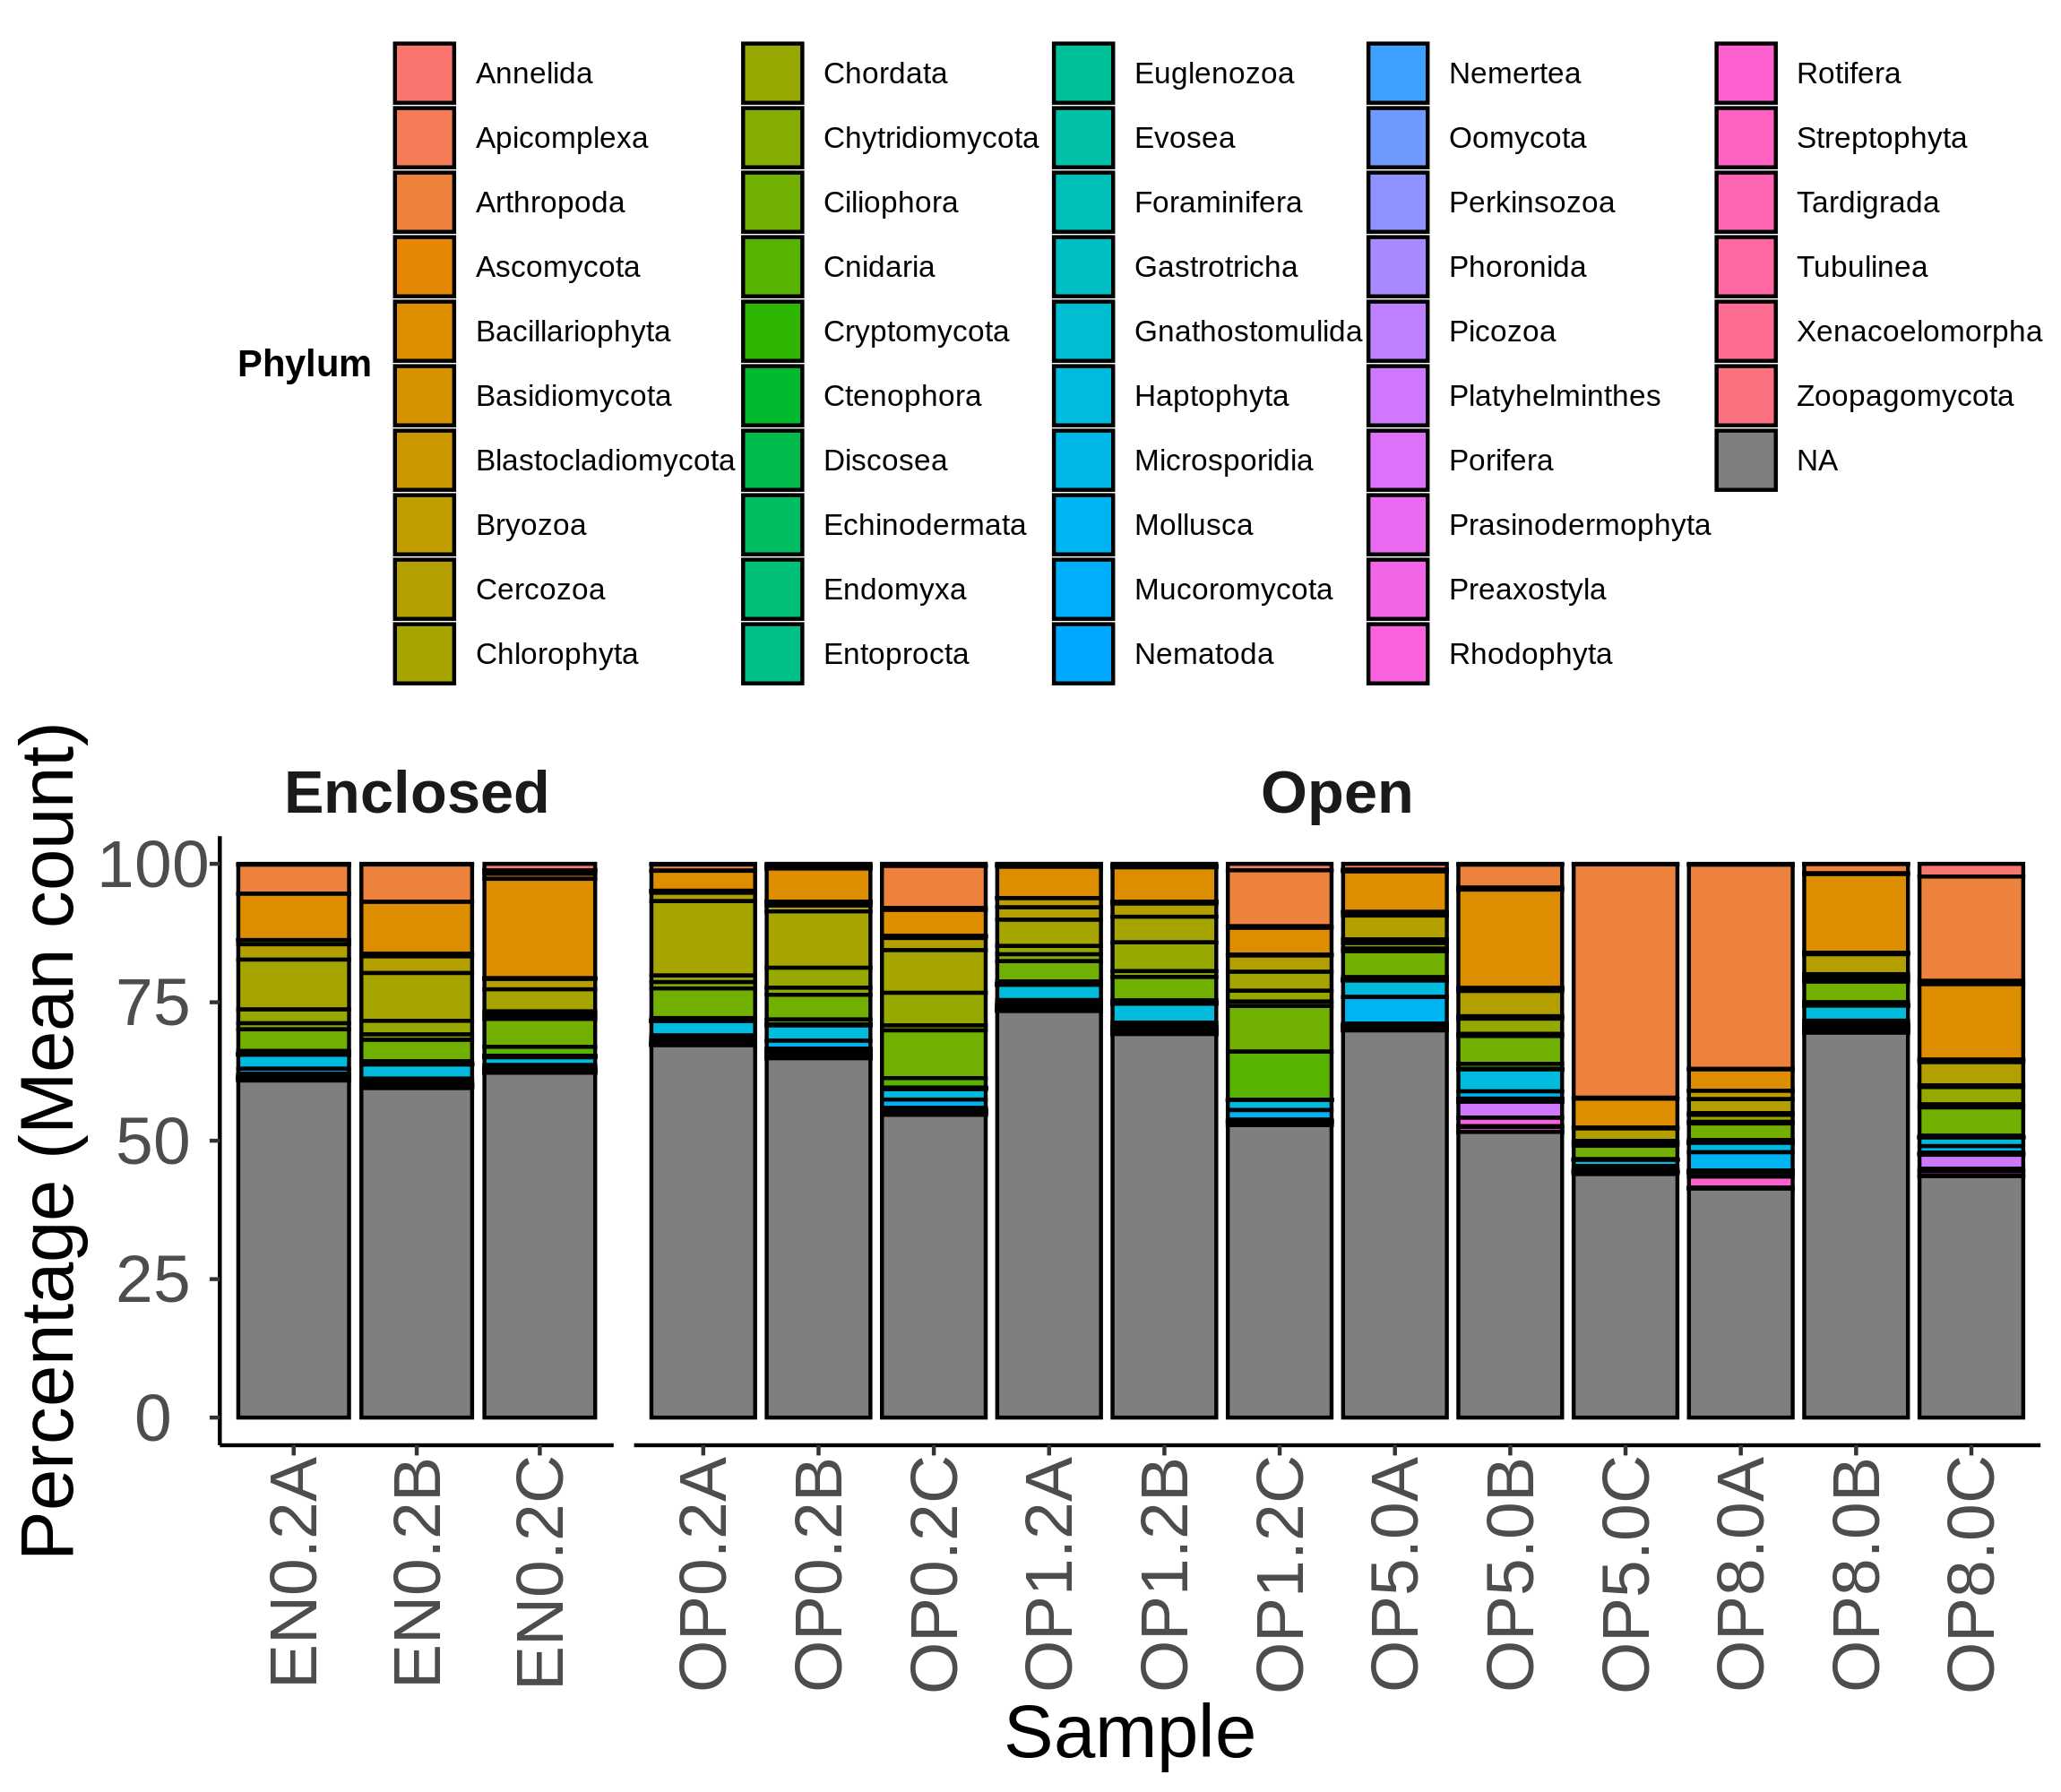 Phylum
Annelida
Apicomplexa
Arthropoda
Ascomycota
Bacillariophyta
Basidiomycota
Blastocladiomycota
Bryozoa
Cercozoa
Chlorophyta
Chordata
Chytridiomycota
Ciliophora
Cnidaria
Cryptomycota
Ctenophora
Discosea
Echinodermata
Endomyxa
Entoprocta
Euglenozoa
Evosea
Foraminifera
Gastrotricha
Gnathostomulida
Haptophyta
Microsporidia
Mollusca
Mucoromycota
Nematoda
Nemertea
Oomycota
Perkinsozoa
Phoronida
Picozoa
Platyhelminthes
Porifera
Prasinodermophyta
Preaxostyla
Rhodophyta
Rotifera
Streptophyta
Tardigrada
Tubulinea
Xenacoelomorpha
Zoopagomycota
NA
Enclosed
Open
Percentage (Mean count)
100
75
50
25
0
EN0.2A
EN0.2B
EN0.2C
OP0.2A
OP0.2B
OP0.2C
OP1.2A
OP1.2B
OP1.2C
OP5.0A
OP5.0B
OP5.0C
OP8.0A
OP8.0B
OP8.0C
Sample